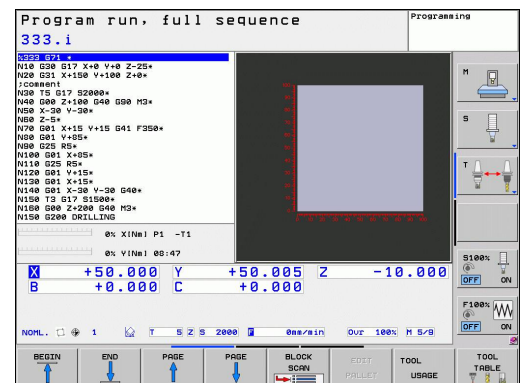 Program run, full sequence
Programming
333.i
%333 G71 *
N10 G30 G17 X+0 Y+0 Z-25*
N20 G31 X+150 Y+100 Z+0*
;comment
N30 T5 G17 S2000*
N40 G00 Z+100 G40 G90 M3*
N50 X-30 Y-30*
N60 Z-5*
N70 G01 X+15 Y+15 G41 F350*
N80 G01 Y+85*
N90 G25 R5*
N100 G01 X+85*
N110 G25 R5*
N120 G01 Y+15*
N130 G01 X+15*
N140 G01 X-30 Y-30 G40*
N150 T3 G17 S1500*
N160 G00 Z+200 G40 M3*
N150 G200 DRILLING
0% X[Nm] P1 -T1
0% Y[Nm] 08:47
X +50.000 Y +50.005 Z -10.000
B +0.000 C +0.000
NOML. 1 T 5 Z S 2000 F 0mm/min Ovr 100% M 5/9
M
S
T
S100%
OFF ON
F100%
OFF ON
BEGIN
END
PAGE
PAGE
BLOCK SCAN
EDIT PALLET
TOOL USAGE
TOOL TABLE